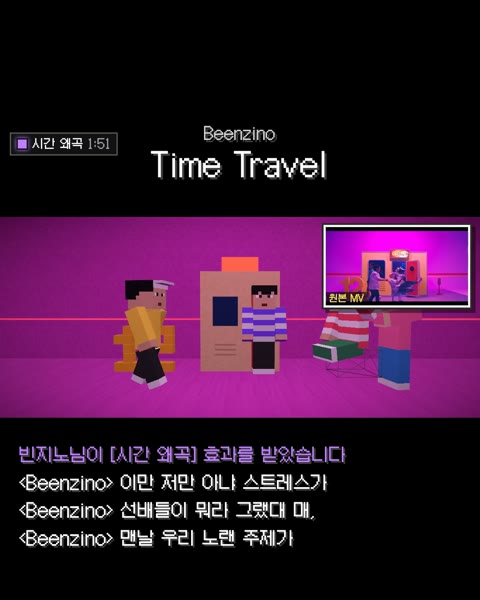 Beenzino
시간 왜곡 1:51
Time Travel
원본 MV
빈지노님이 [시간 왜곡] 효과를 받았습니다
<Beenzino> 이만 저만 아냐 스트레스가
<Beenzino> 선배들이 뭐라 그랬대 매,
<Beenzino> 맨날 우리 노랜 주제가